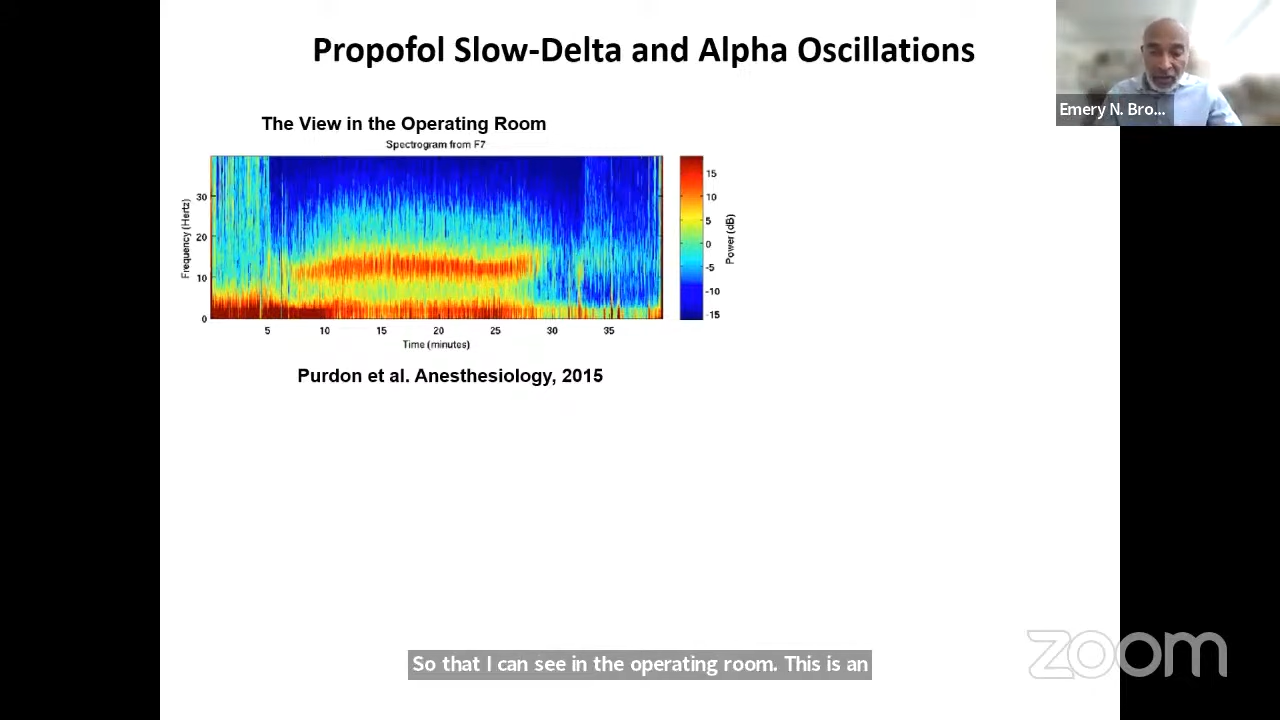 Propofol Slow-Delta and Alpha Oscillations
Emery N. Bro...
The View in the Operating Room
Spectrogram from F7
Frequency (Hertz)
30
20
10
0
5
10
15
20
25
30
35
Time (minutes)
15
10
5
0
-5
-10
-15
Power (dB)
Purdon et al. Anesthesiology, 2015
So that I can see in the operating room. This is an
zoom